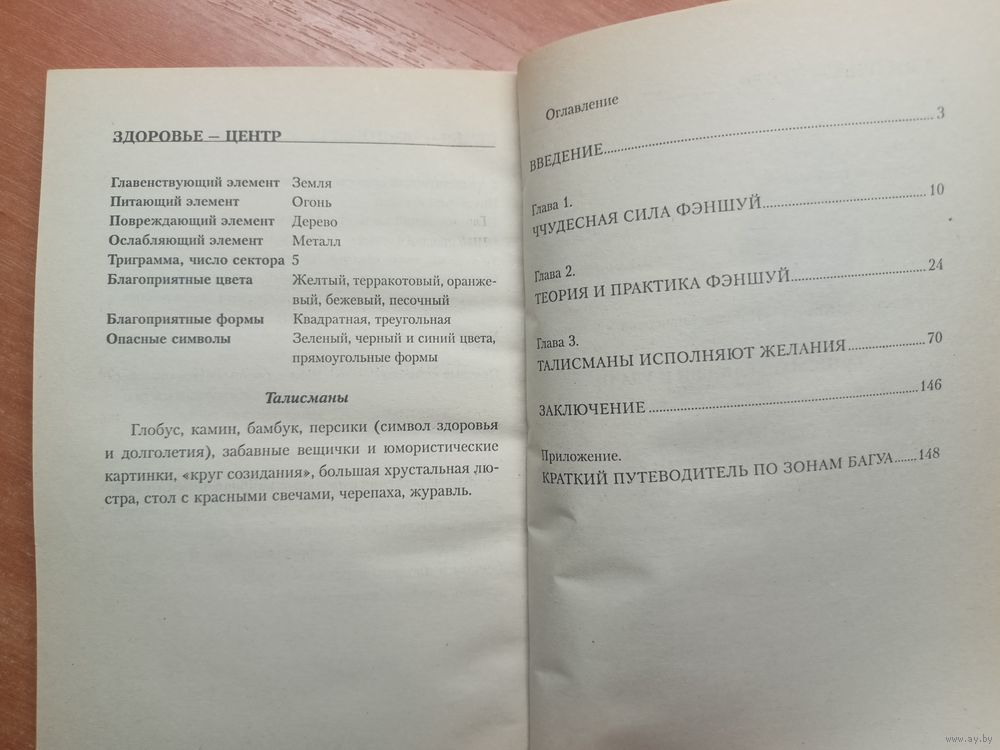 ЗДОРОВЬЕ – ЦЕНТР
Главенствующий элемент Земля
Питающий элемент Огонь
Повреждающий элемент Дерево
Ослабляющий элемент Металл
Триграмма, число сектора 5
Благоприятные цвета Желтый, терракотовый, оранже-
вый, бежевый, песочный
Благоприятные формы Квадратная, треугольная
Опасные символы Зеленый, черный и синий цвета,
прямоугольные формы
Талисманы
Глобус, камин, бамбук, персики (символ здоровья
и долголетия), забавные вещички и юмористические
картинки, «круг созидания», большая хрустальная лю-
стра, стол с красными свечами, черепаха, журавль.
Оглавление
ВВЕДЕНИЕ 3
Глава 1.
ЧЧУДЕСНАЯ СИЛА ФЭНШУЙ 10
Глава 2.
ТЕОРИЯ И ПРАКТИКА ФЭНШУЙ 24
Глава 3.
ТАЛИСМАНЫ ИСПОЛНЯЮТ ЖЕЛАНИЯ 70
ЗАКЛЮЧЕНИЕ 146
Приложение.
КРАТКИЙ ПУТЕВОДИТЕЛЬ ПО ЗОНАМ БАГУА 148
www.ay.by